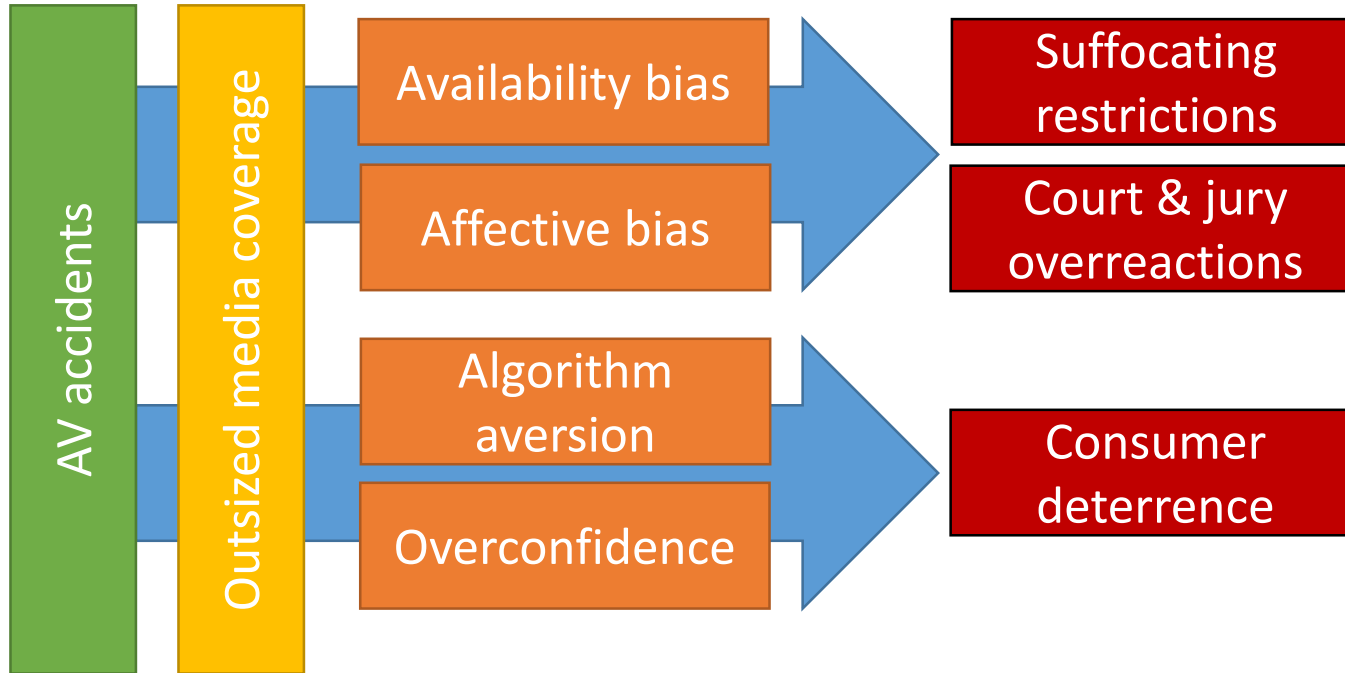 AV accidents
Outsized media coverage
Availability bias
Affective bias
Algorithm
aversion
Overconfidence
Suffocating
restrictions
Court & jury
overreactions
Consumer
deterrence